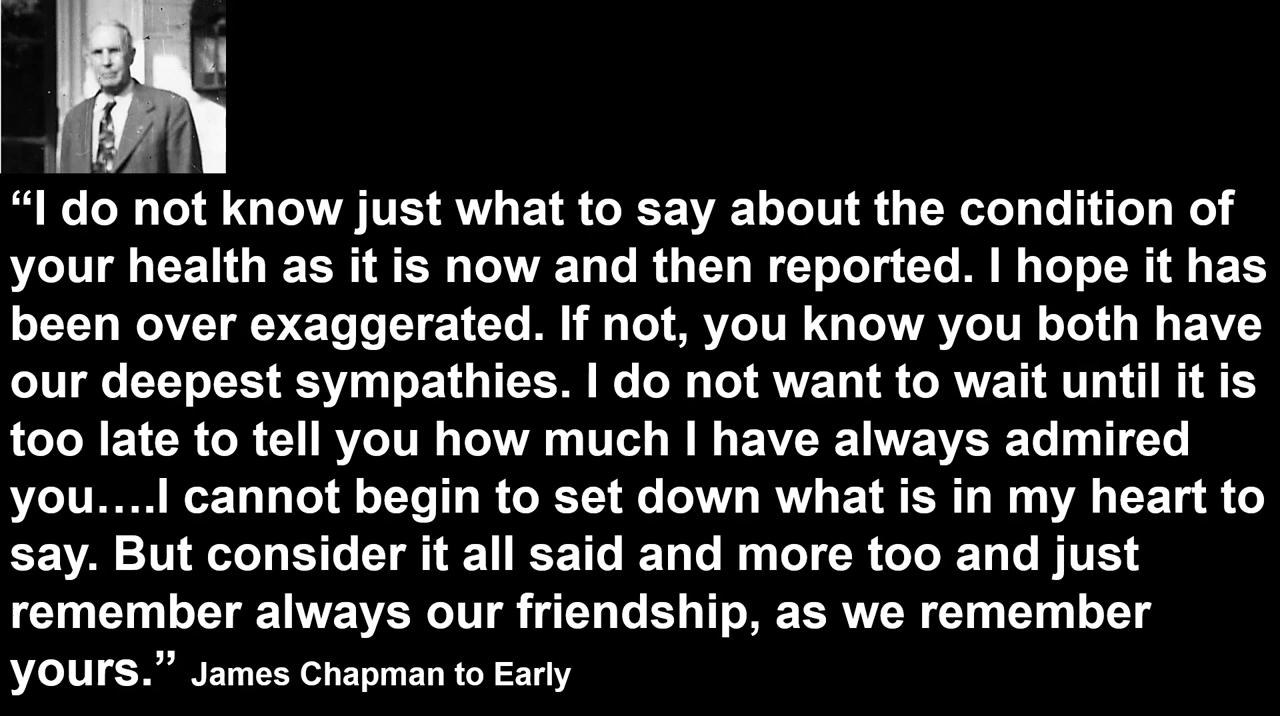 “I do not know just what to say about the condition of
your health as it is now and then reported. I hope it has
been over exaggerated. If not, you know you both have
our deepest sympathies. I do not want to wait until it is
too late to tell you how much I have always admired
you….I cannot begin to set down what is in my heart to
say. But consider it all said and more too and just
remember always our friendship, as we remember
yours.” James Chapman to Early